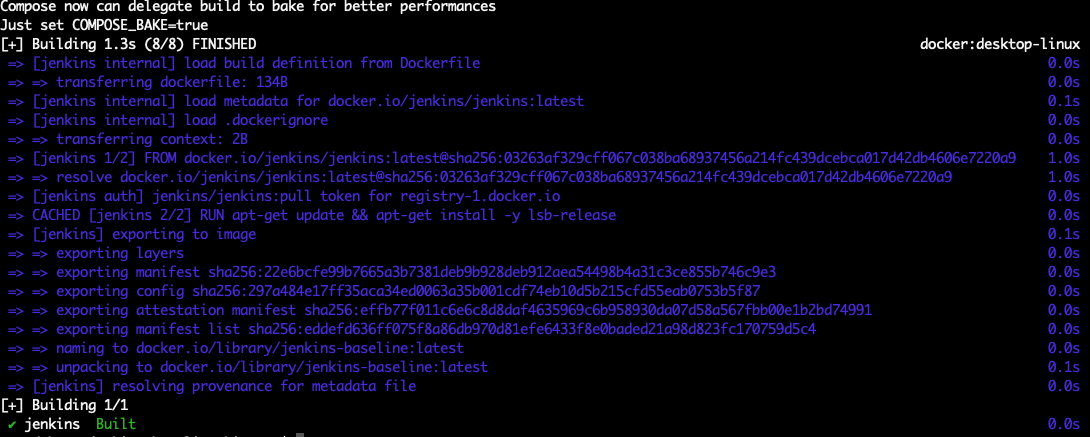 Compose now can delegate build to bake for better performances
Just set COMPOSE_BAKE=true
[+] Building 1.3s (8/8) FINISHED docker:desktop-linux
=> [jenkins internal] load build definition from Dockerfile 0.0s
=> => transferring dockerfile: 134B 0.0s
=> [jenkins internal] load metadata for docker.io/jenkins/jenkins:latest 0.1s
=> [jenkins internal] load .dockerignore 0.0s
=> => transferring context: 2B 0.0s
=> [jenkins 1/2] FROM docker.io/jenkins/jenkins:latest@sha256:03263af329cff067c038ba68937456a214fc439dcebca017d42db4606e7220a9 1.0s
=> => resolve docker.io/jenkins/jenkins:latest@sha256:03263af329cff067c038ba68937456a214fc439dcebca017d42db4606e7220a9 1.0s
=> [jenkins auth] jenkins/jenkins:pull token for registry-1.docker.io 0.0s
=> CACHED [jenkins 2/2] RUN apt-get update && apt-get install -y lsb-release 0.0s
=> [jenkins] exporting to image 0.1s
=> => exporting layers 0.0s
=> => exporting manifest sha256:22e6bcfe99b7665a3b7381deb9b928deb912aea54498b4a31c3ce855b746c9e3 0.0s
=> => exporting config sha256:297a484e17ff35aca34ed0063a35b001cdf74eb10d5b215cfd55eab0753b5f87 0.0s
=> => exporting attestation manifest sha256:effb77f011c6e6c8d8daf4635969c6b958930da07d58a567fbb00e1b2bd74991 0.0s
=> => exporting manifest list sha256:eddefd636ff075f8a86db970d81efe6433f8e0baded21a98d823fc170759d5c4 0.0s
=> => naming to docker.io/library/jenkins-baseline:latest 0.0s
=> => unpacking to docker.io/library/jenkins-baseline:latest 0.1s
=> [jenkins] resolving provenance for metadata file 0.0s
[+] Building 1/1
✔ jenkins Built 0.0s